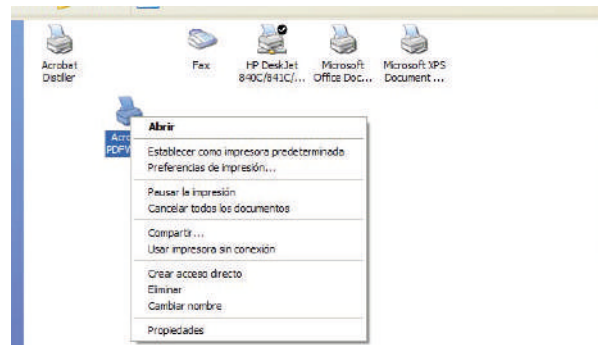 Acrobat
Distiller
Fax
HP DeskJet
840C/841C/...
Microsoft
Office Doc...
Microsoft XPS
Document ...
Acro
PDFW
Abrir
Establecer como impresora predeterminada
Preferencias de impresión...
Pausar la impresión
Cancelar todos los documentos
Compartir...
Usar impresora sin conexión
Crear acceso directo
Eliminar
Cambiar nombre
Propiedades